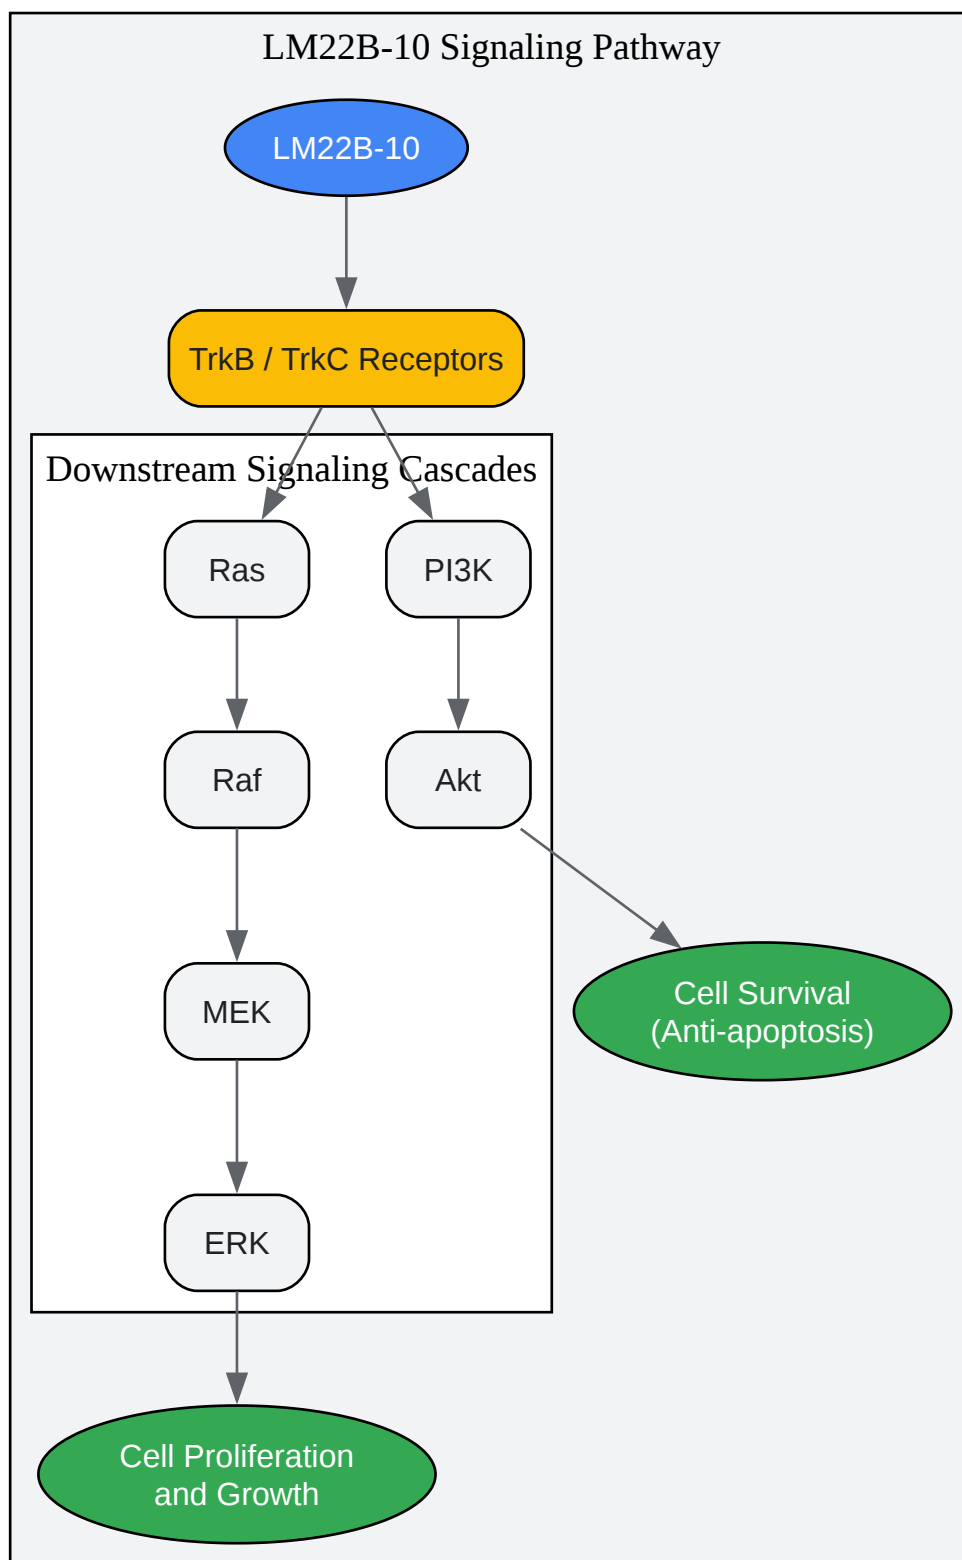 LM22B-10 Signaling Pathway
LM22B-10
TrkB / TrkC Receptors
Downstream Signaling Cascades
Ras
PI3K
Raf
Akt
MEK
Cell Survival
(Anti-apoptosis)
ERK
Cell Proliferation
and Growth